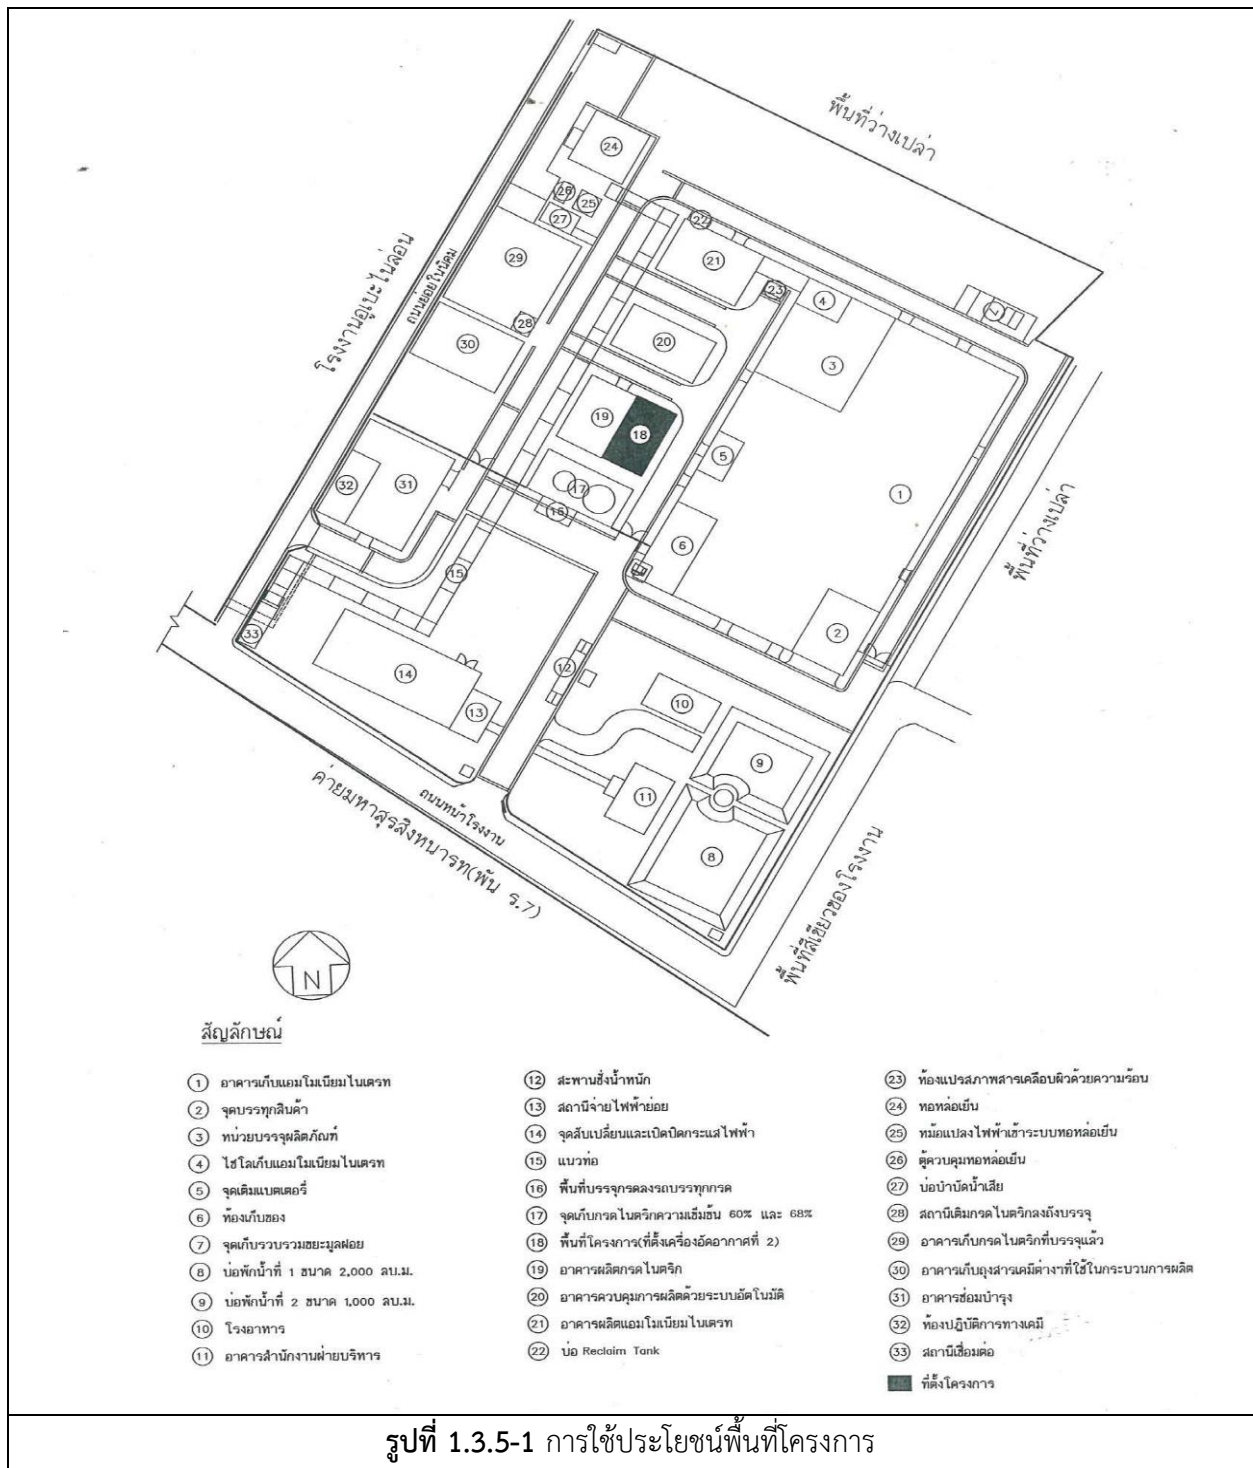 พื้นที่ว่างเปล่า
โรงงานอูเบะไนล่อน
ถนนย่อยในนิคม
24
26
25
27
22
21
29
23
4
7
28
20
3
30
19
18
5
32
31
17
1
พื้นที่ว่างเปล่า
16
6
15
33
2
12
14
10
13
9
11
8
ค่ายมหาสุรสิงหนารท(พัน ร.7)
ถนนหน้าโรงงาน
พื้นที่สีเขียวของโรงงาน
N
สัญลักษณ์
1 อาคารเก็บแอมโมเนียมไนเตรท
2 จุดบรรทุกสินค้า
3 หน่วยบรรจุผลิตภัณฑ์
4 ไซโลเก็บแอมโมเนียมไนเตรท
5 จุดเติมแบตเตอรี่
6 ห้องเก็บของ
7 จุดเก็บรวบรวมขยะมูลฝอย
8 บ่อพักน้ำที่ 1 ขนาด 2,000 ลบ.ม.
9 บ่อพักน้ำที่ 2 ขนาด 1,000 ลบ.ม.
10 โรงอาหาร
11 อาคารสำนักงานฝ่ายบริหาร
12 สะพานชั่งน้ำหนัก
13 สถานีจ่ายไฟฟ้าย่อย
14 จุดสับเปลี่ยนและเปิดปิดกระแสไฟฟ้า
15 แนวท่อ
16 พื้นที่บรรจุกรดลงรถบรรทุกกรด
17 จุดเก็บกรดไนตริกความเข้มข้น 60% และ 68%
18 พื้นที่โครงการ(ที่ตั้งเครื่องอัดอากาศที่ 2)
19 อาคารผลิตกรดไนตริก
20 อาคารควบคุมการผลิตด้วยระบบอัตโนมัติ
21 อาคารผลิตแอมโมเนียมไนเตรท
22 บ่อ Reclaim Tank
23 ห้องแปรสภาพสารเคลือบผิวด้วยความร้อน
24 หอหล่อเย็น
25 หม้อแปลงไฟฟ้าเข้าระบบหอหล่อเย็น
26 ตู้ควบคุมหอหล่อเย็น
27 บ่อบำบัดน้ำเสีย
28 สถานีเติมกรดไนตริกลงถังบรรจุ
29 อาคารเก็บกรดไนตริกที่บรรจุแล้ว
30 อาคารเก็บถุงสารเคมีต่างๆที่ใช้ในกระบวนการผลิต
31 อาคารซ่อมบำรุง
32 ห้องปฏิบัติการทางเคมี
33 สถานีเชื่อมต่อ
ที่ตั้งโครงการ
รูปที่ 1.3.5-1 การใช้ประโยชน์พื้นที่โครงการ